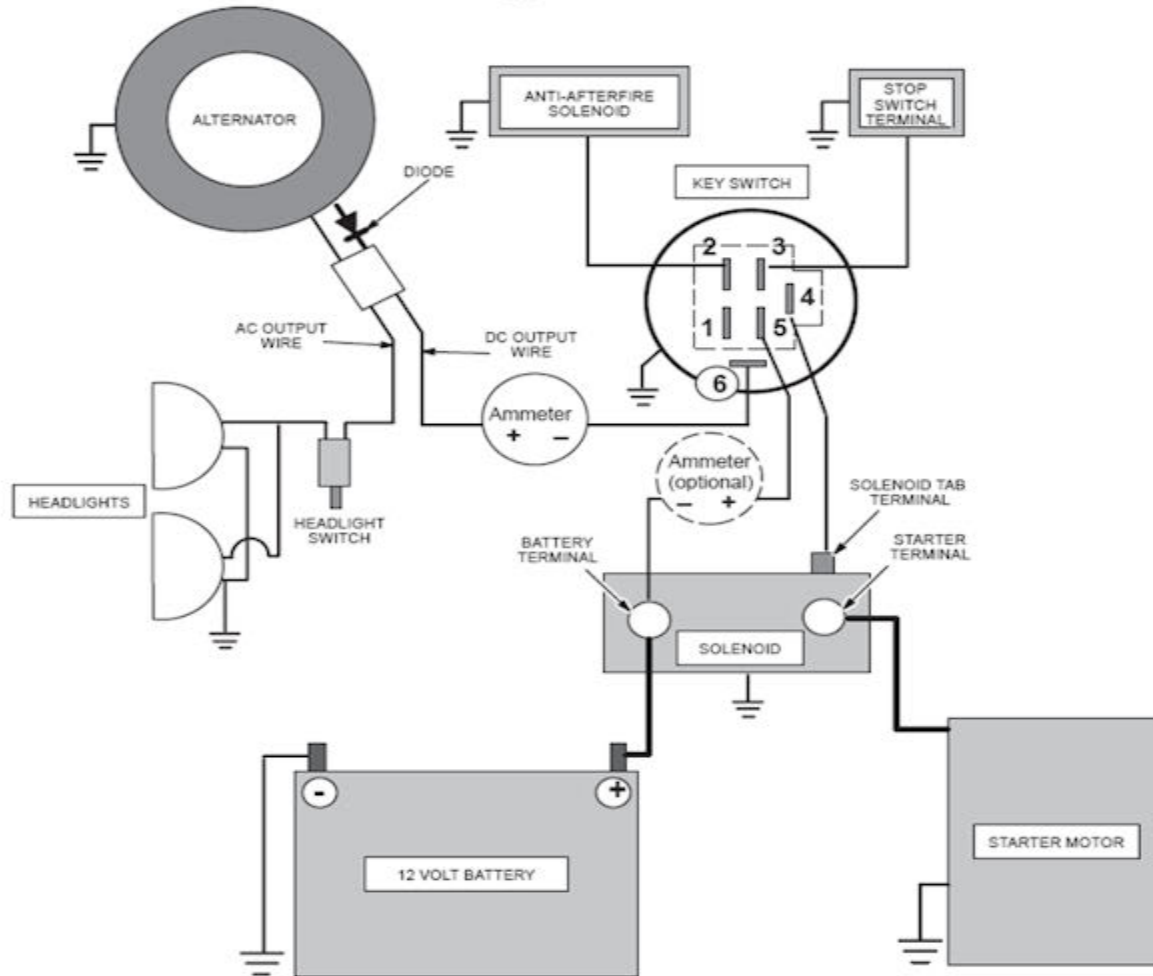 ALTERNATOR
ANTI-AFTERFIRE
SOLENOID
STOP
SWITCH
TERMINAL
DIODE
KEY SWITCH
2
3
4
1
5
6
AC OUTPUT
WIRE
DC OUTPUT
WIRE
Ammeter
+ −
Ammeter
(optional)
− +
HEADLIGHTS
HEADLIGHT
SWITCH
SOLENOID TAB
TERMINAL
BATTERY
TERMINAL
STARTER
TERMINAL
SOLENOID
-
+
12 VOLT BATTERY
STARTER MOTOR